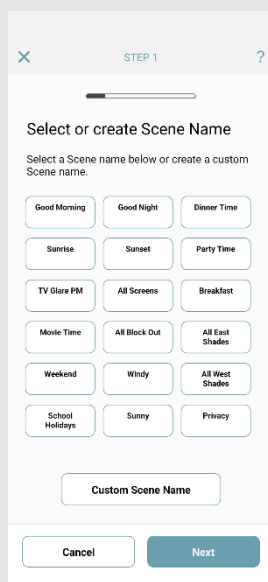 STEP 1
?
Select or create Scene Name
Select a Scene name below or create a custom
Scene name.
Good Morning
Good Night
Dinner Time
Sunrise
Sunset
Party Time
TV Glare PM
All Screens
Breakfast
Movie Time
All Block Out
All East
Shades
Weekend
Windy
All West
Shades
School
Holidays
Sunny
Privacy
Custom Scene Name
Cancel
Next